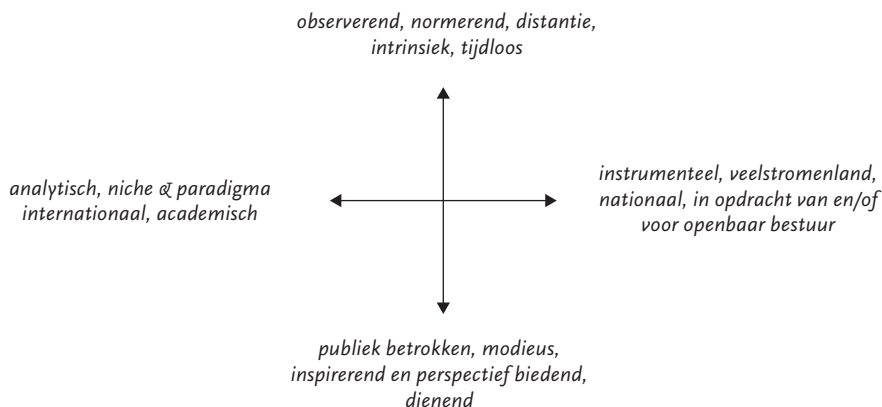 observerend, normerend, distantie,
intrinsiek, tijdloos
analytisch, niche & paradigma
internationaal, academisch
instrumenteel, veelstromenland,
nationaal, in opdracht van en/of
voor openbaar bestuur
publiek betrokken, modieus,
inspirerend en perspectief biedend,
dienend